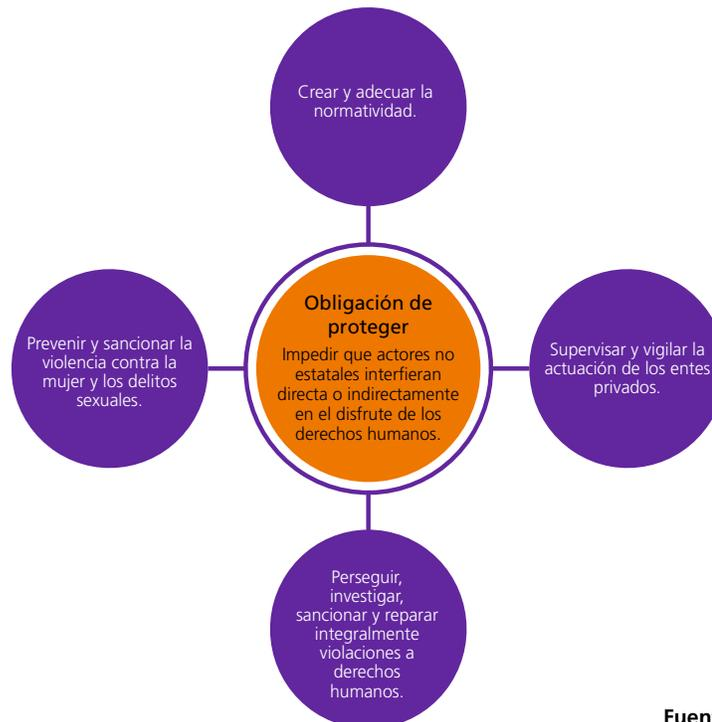 Crear y adecuar la
normatividad.
Prevenir y sancionar la
violencia contra la
mujer y los delitos
sexuales.
Obligación de
proteger
Impedir que actores no
estatales interfieran
directa o indirectamente
en el disfrute de los
derechos humanos.
Supervisar y vigilar la
actuación de los entes
privados.
Perseguir,
investigar,
sancionar y reparar
integralmente
violaciones a
derechos
humanos.